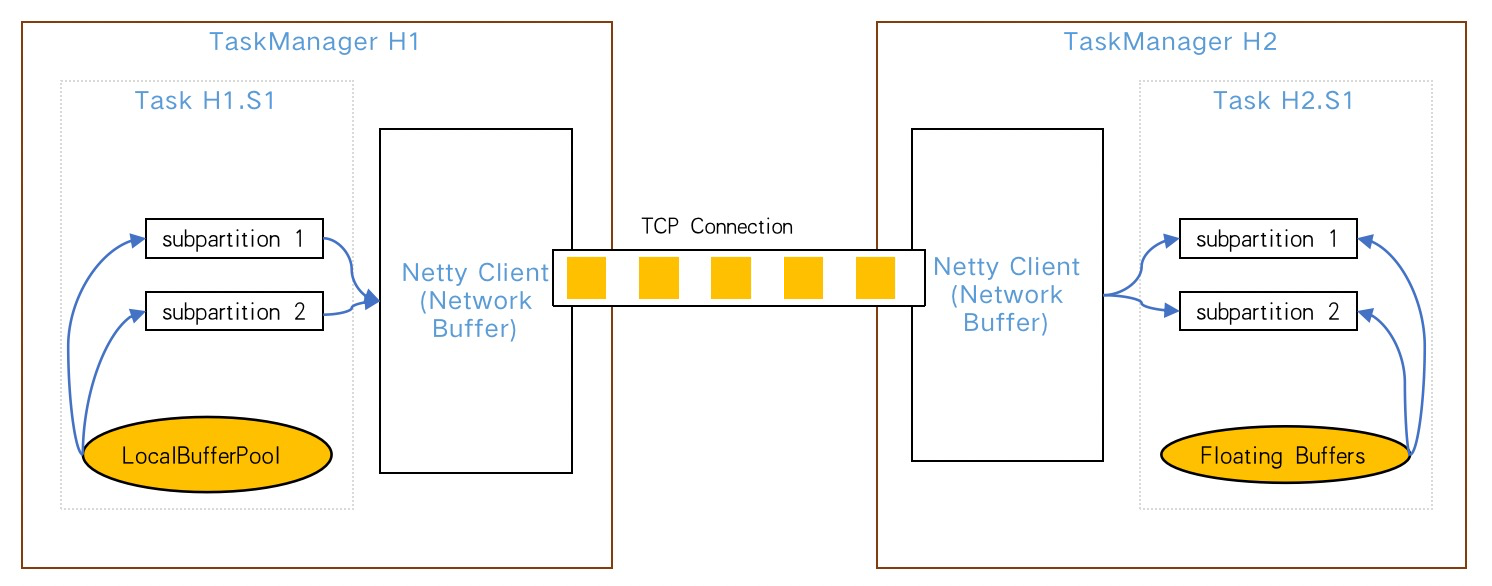 TaskManager H1
Task H1.S1
subpartition 1
subpartition 2
LocalBufferPool
Netty Client
(Network
Buffer)
TCP Connection
TaskManager H2
Netty Client
(Network
Buffer)
Task H2.S1
subpartition 1
subpartition 2
Floating Buffers